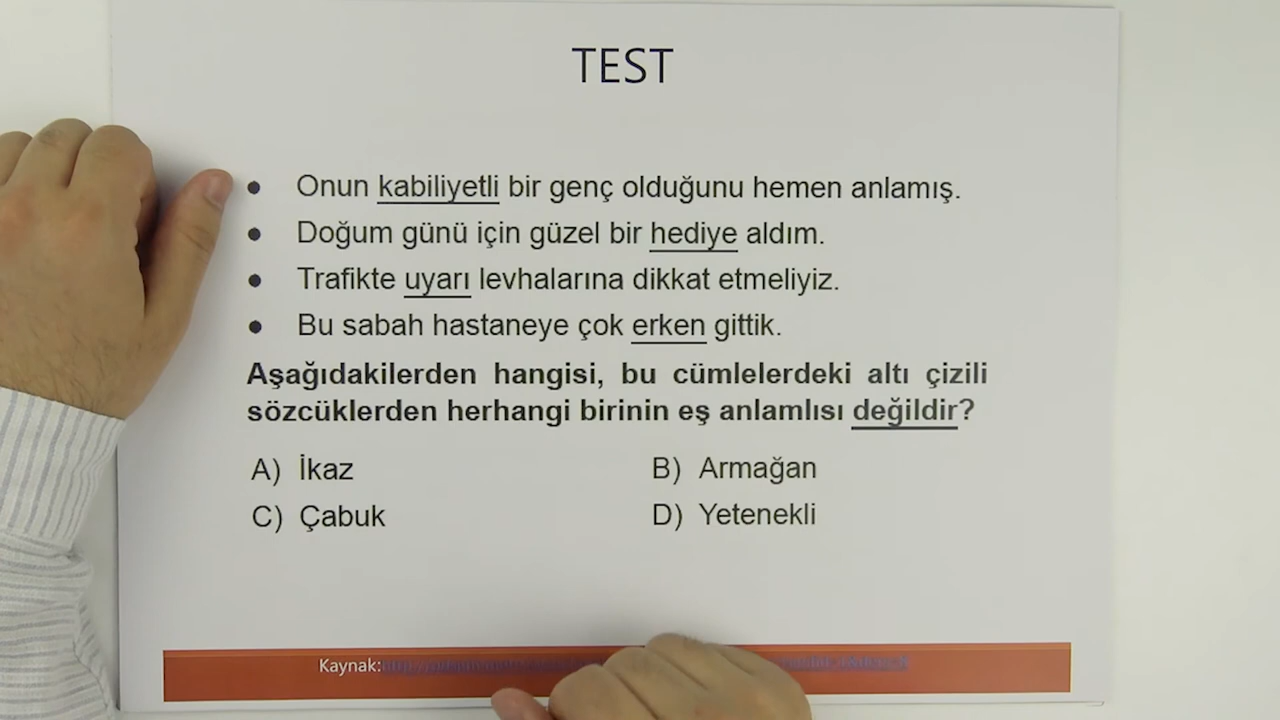 TEST
● Onun kabiliyetli bir genç olduğunu hemen anlamış.
● Doğum günü için güzel bir hediye aldım.
● Trafikte uyarı levhalarına dikkat etmeliyiz.
● Bu sabah hastaneye çok erken gittik.
Aşağıdakilerden hangisi, bu cümlelerdeki altı çizili
sözcüklerden herhangi birinin eş anlamlısı değildir?
A) İkaz B) Armağan
C) Çabuk D) Yetenekli
Kaynak: